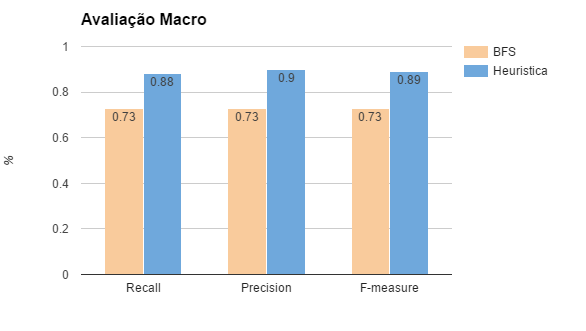 Avaliação Macro
BFS
Heuristica
%
1
0.8
0.6
0.4
0.2
0
0.73
0.88
0.73
0.9
0.73
0.89
Recall
Precision
F-measure